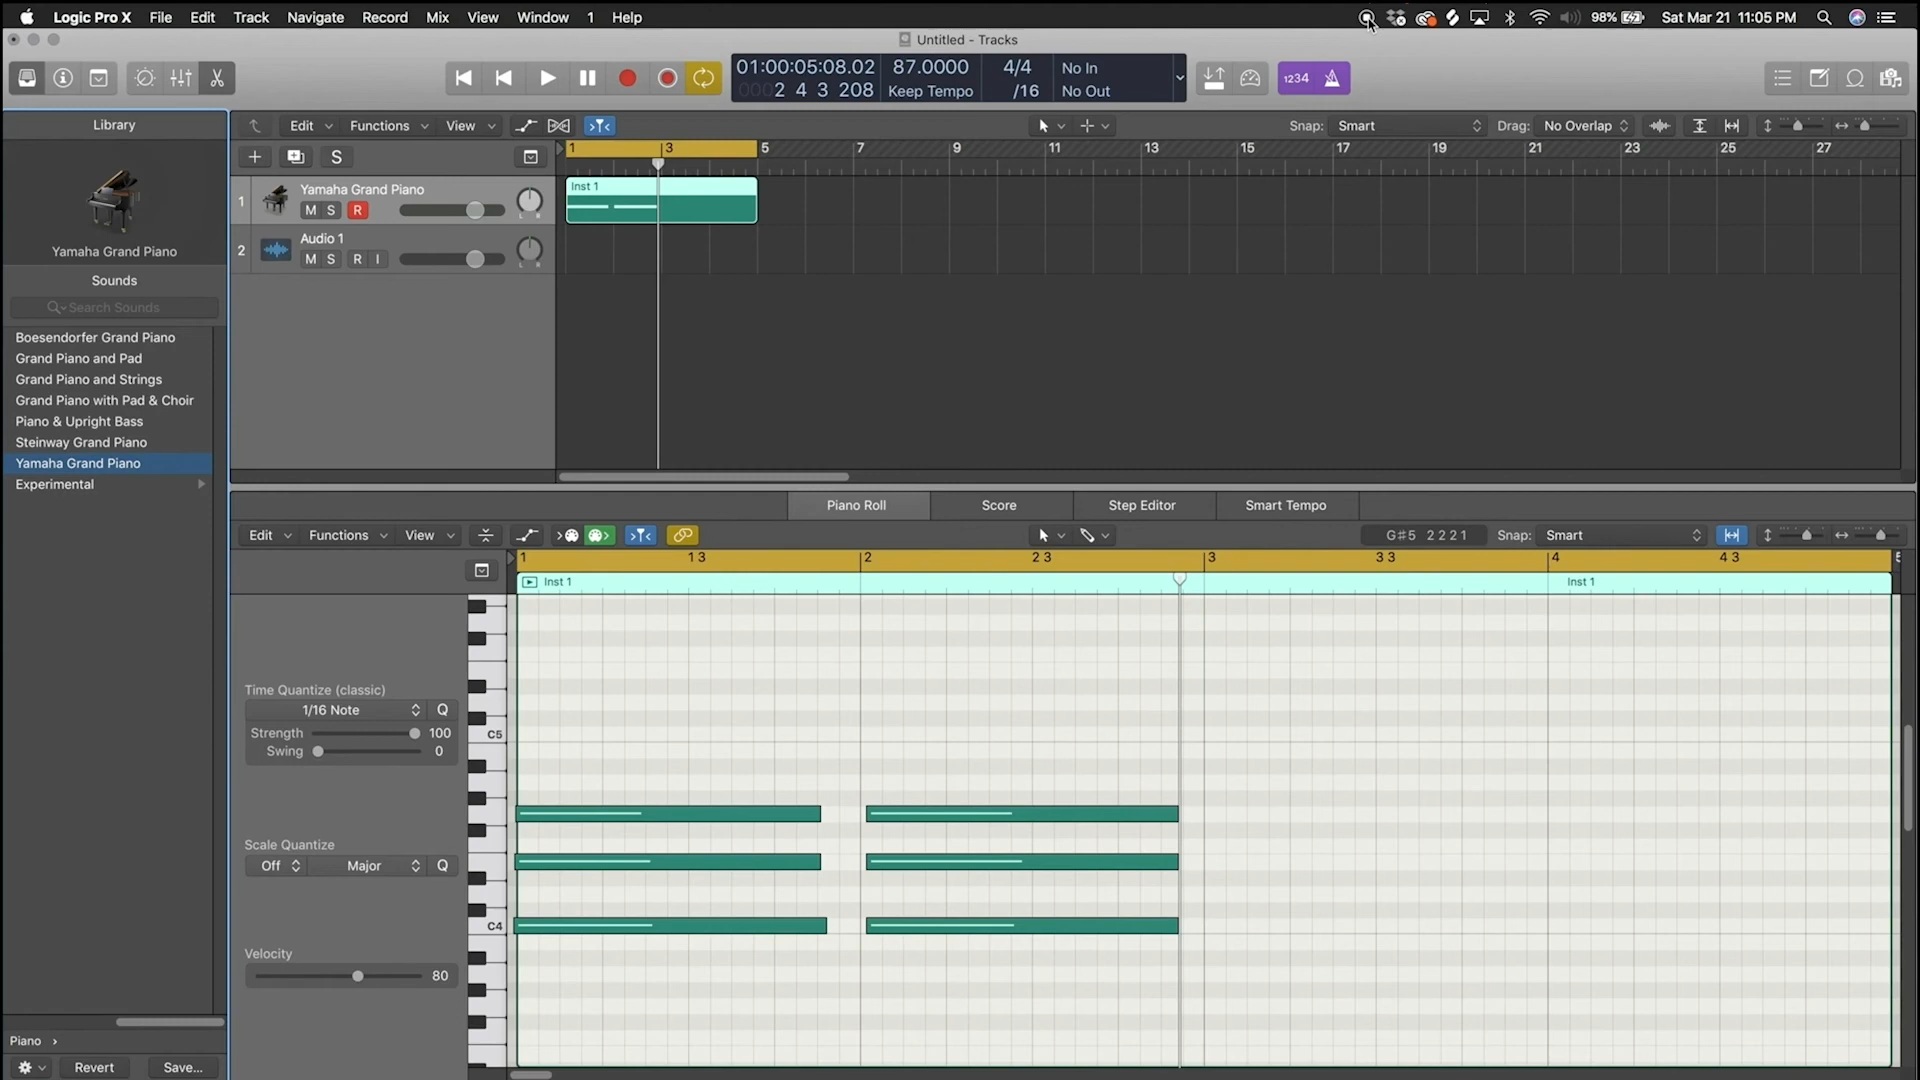 Logic Pro X File Edit Track Navigate Record Mix View Window 1 Help 98% Sat Mar 21 11:05 PM
Untitled - Tracks
01:00:05:08.02 87.0000 4/4 No In
0002 4 3 208 Keep Tempo /16 No Out
1234
Library
Edit Functions View Snap: Smart Drag: No Overlap
S
1 3 5 7 9 11 13 15 17 19 21 23 25 27
1 Yamaha Grand Piano
M S R
L R
Inst 1
2 Audio 1
M S R I
L R
Yamaha Grand Piano
Sounds
Search Sounds
Boesendorfer Grand Piano
Grand Piano and Pad
Grand Piano and Strings
Grand Piano with Pad & Choir
Piano & Upright Bass
Steinway Grand Piano
Yamaha Grand Piano
Experimental
Piano Roll Score Step Editor Smart Tempo
Edit Functions View G#5 2 2 2 1 Snap: Smart
1 1 3 2 2 3 3 3 3 4 4 3 5
Inst 1 Inst 1
Time Quantize (classic)
1/16 Note Q
Strength 100
Swing 0
C5
Scale Quantize
Off Major Q
C4
Velocity
80
Piano
Revert Save...